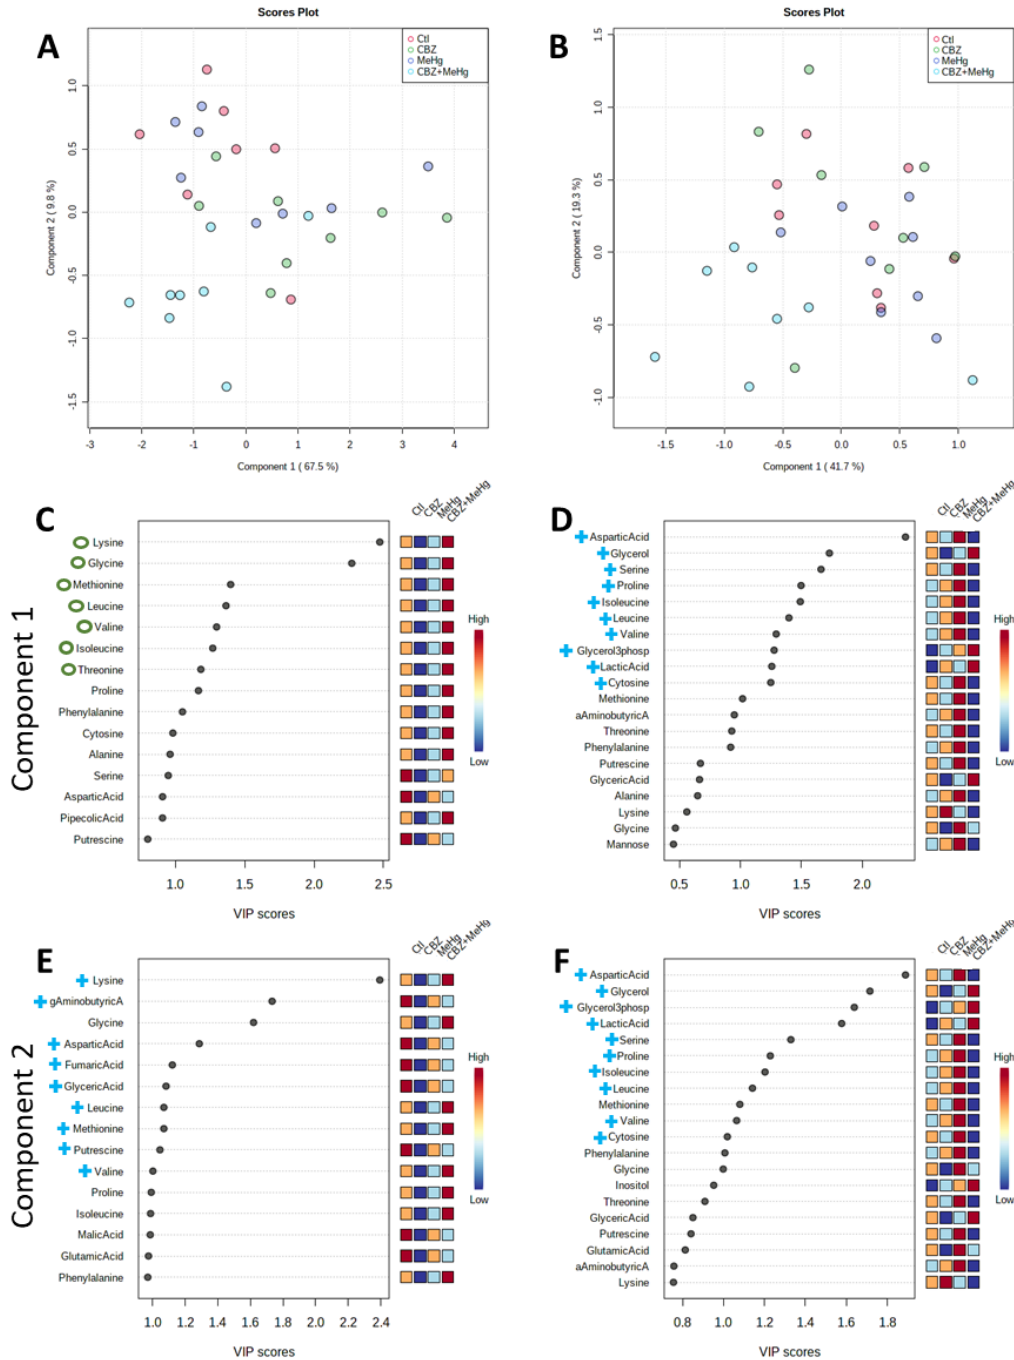 Scores Plot
A
Ctl
CBZ
MeHg
CBZ+MeHg
Component 2 ( 9.8 %)
1.0
0.5
0.0
-0.5
-1.0
-1.5
-3 -2 -1 0 1 2 3 4
Component 1 ( 67.5 %)
Scores Plot
B
Ctl
CBZ
MeHg
CBZ+MeHg
Component 2 ( 19.3 %)
1.5
1.0
0.5
0.0
-0.5
-1.0
-1.5 -1.0 -0.5 0.0 0.5 1.0
Component 1 ( 41.7 %)
Component 1
C
Ctl CBZ MeHg CBZ+MeHg
Lysine
Glycine
Methionine
Leucine
Valine
Isoleucine
Threonine
Proline
Phenylalanine
Cytosine
Alanine
Serine
AsparticAcid
PipecolicAcid
Putrescine
High
Low
1.0 1.5 2.0 2.5
VIP scores
D
Ctl CBZ MeHg CBZ+MeHg
AsparticAcid
Glycerol
Serine
Proline
Isoleucine
Leucine
Valine
Glycerol3phosp
LacticAcid
Cytosine
Methionine
aAminobutyricA
Threonine
Phenylalanine
Putrescine
GlycericAcid
Alanine
Lysine
Glycine
Mannose
High
Low
0.5 1.0 1.5 2.0
VIP scores
Component 2
E
Ctl CBZ MeHg CBZ+MeHg
Lysine
gAminobutyricA
Glycine
AsparticAcid
FumaricAcid
GlycericAcid
Leucine
Methionine
Putrescine
Valine
Proline
Isoleucine
MalicAcid
GlutamicAcid
Phenylalanine
High
Low
1.0 1.2 1.4 1.6 1.8 2.0 2.2 2.4
VIP scores
F
Ctl CBZ MeHg CBZ+MeHg
AsparticAcid
Glycerol
Glycerol3phosp
LacticAcid
Serine
Proline
Isoleucine
Leucine
Methionine
Valine
Cytosine
Phenylalanine
Glycine
Inositol
Threonine
GlycericAcid
Putrescine
GlutamicAcid
aAminobutyricA
Lysine
High
Low
0.8 1.0 1.2 1.4 1.6 1.8
VIP scores